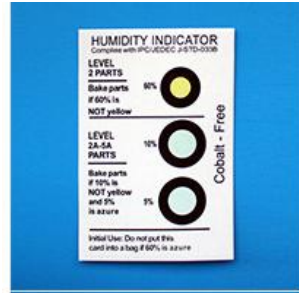 HUMIDITY INDICATOR
Complies with IPC/JEDEC J-STD-033B
LEVEL
2 PARTS
Bake parts
if 60% is
NOT yellow
60%
LEVEL
2A-5A
PARTS
Bake parts
if 10% is
NOT yellow
and 5%
is azure
10%
5%
Cobalt - Free
Initial Use: Do not put this
card into a bag if 60% is azure